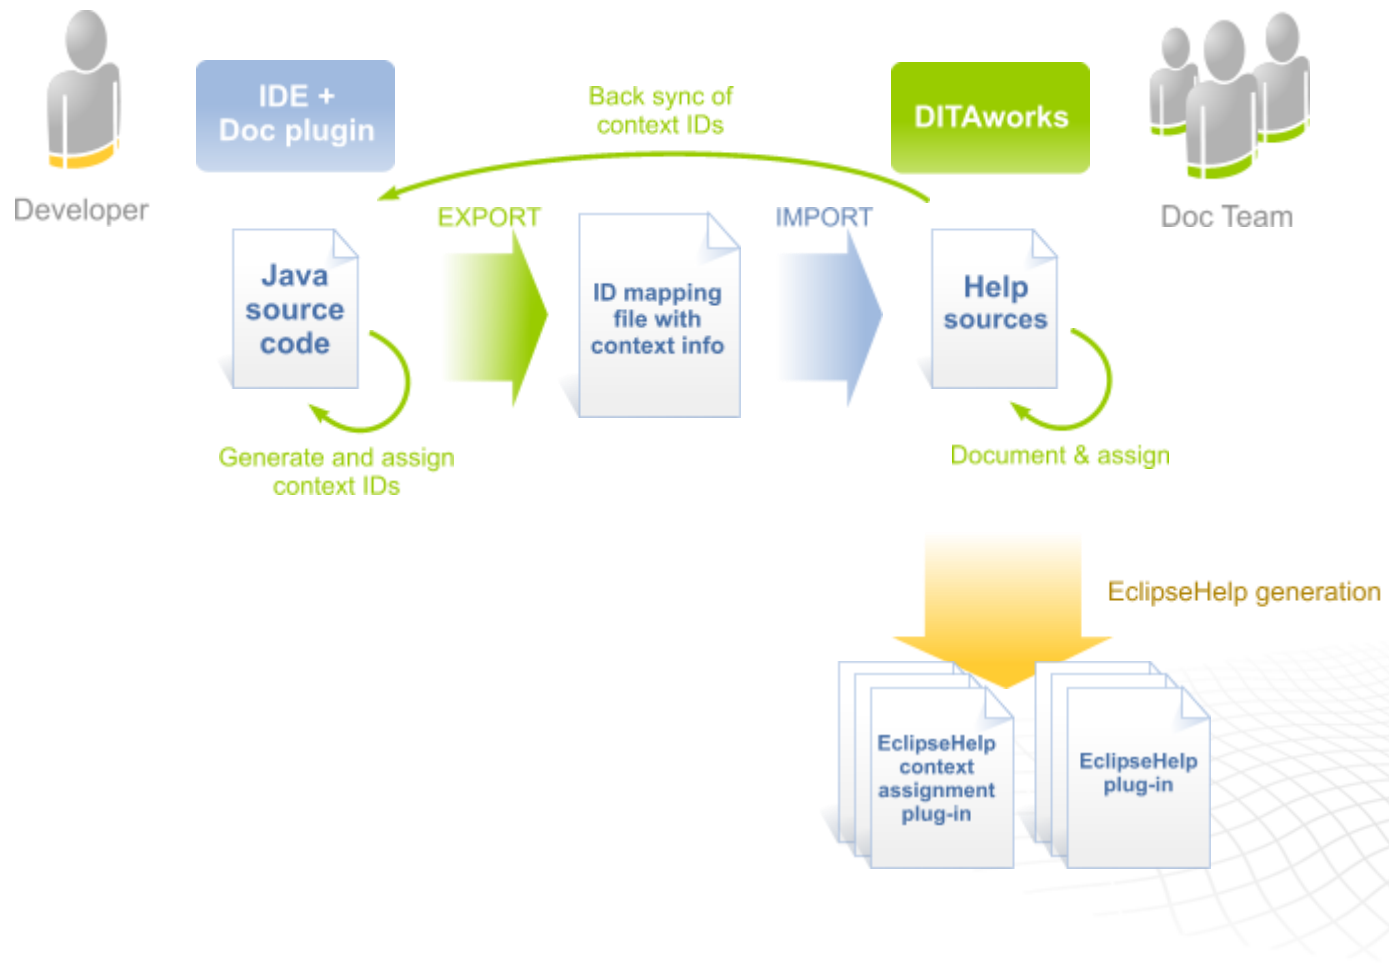 Developer
IDE +
Doc plugin
Back sync of
context IDs
DITAworks
Doc Team
EXPORT
IMPORT
Java
source
code
ID mapping
file with
context info
Help
sources
Generate and assign
context IDs
Document & assign
EclipseHelp generation
EclipseHelp
context
assignment
plug-in
EclipseHelp
plug-in